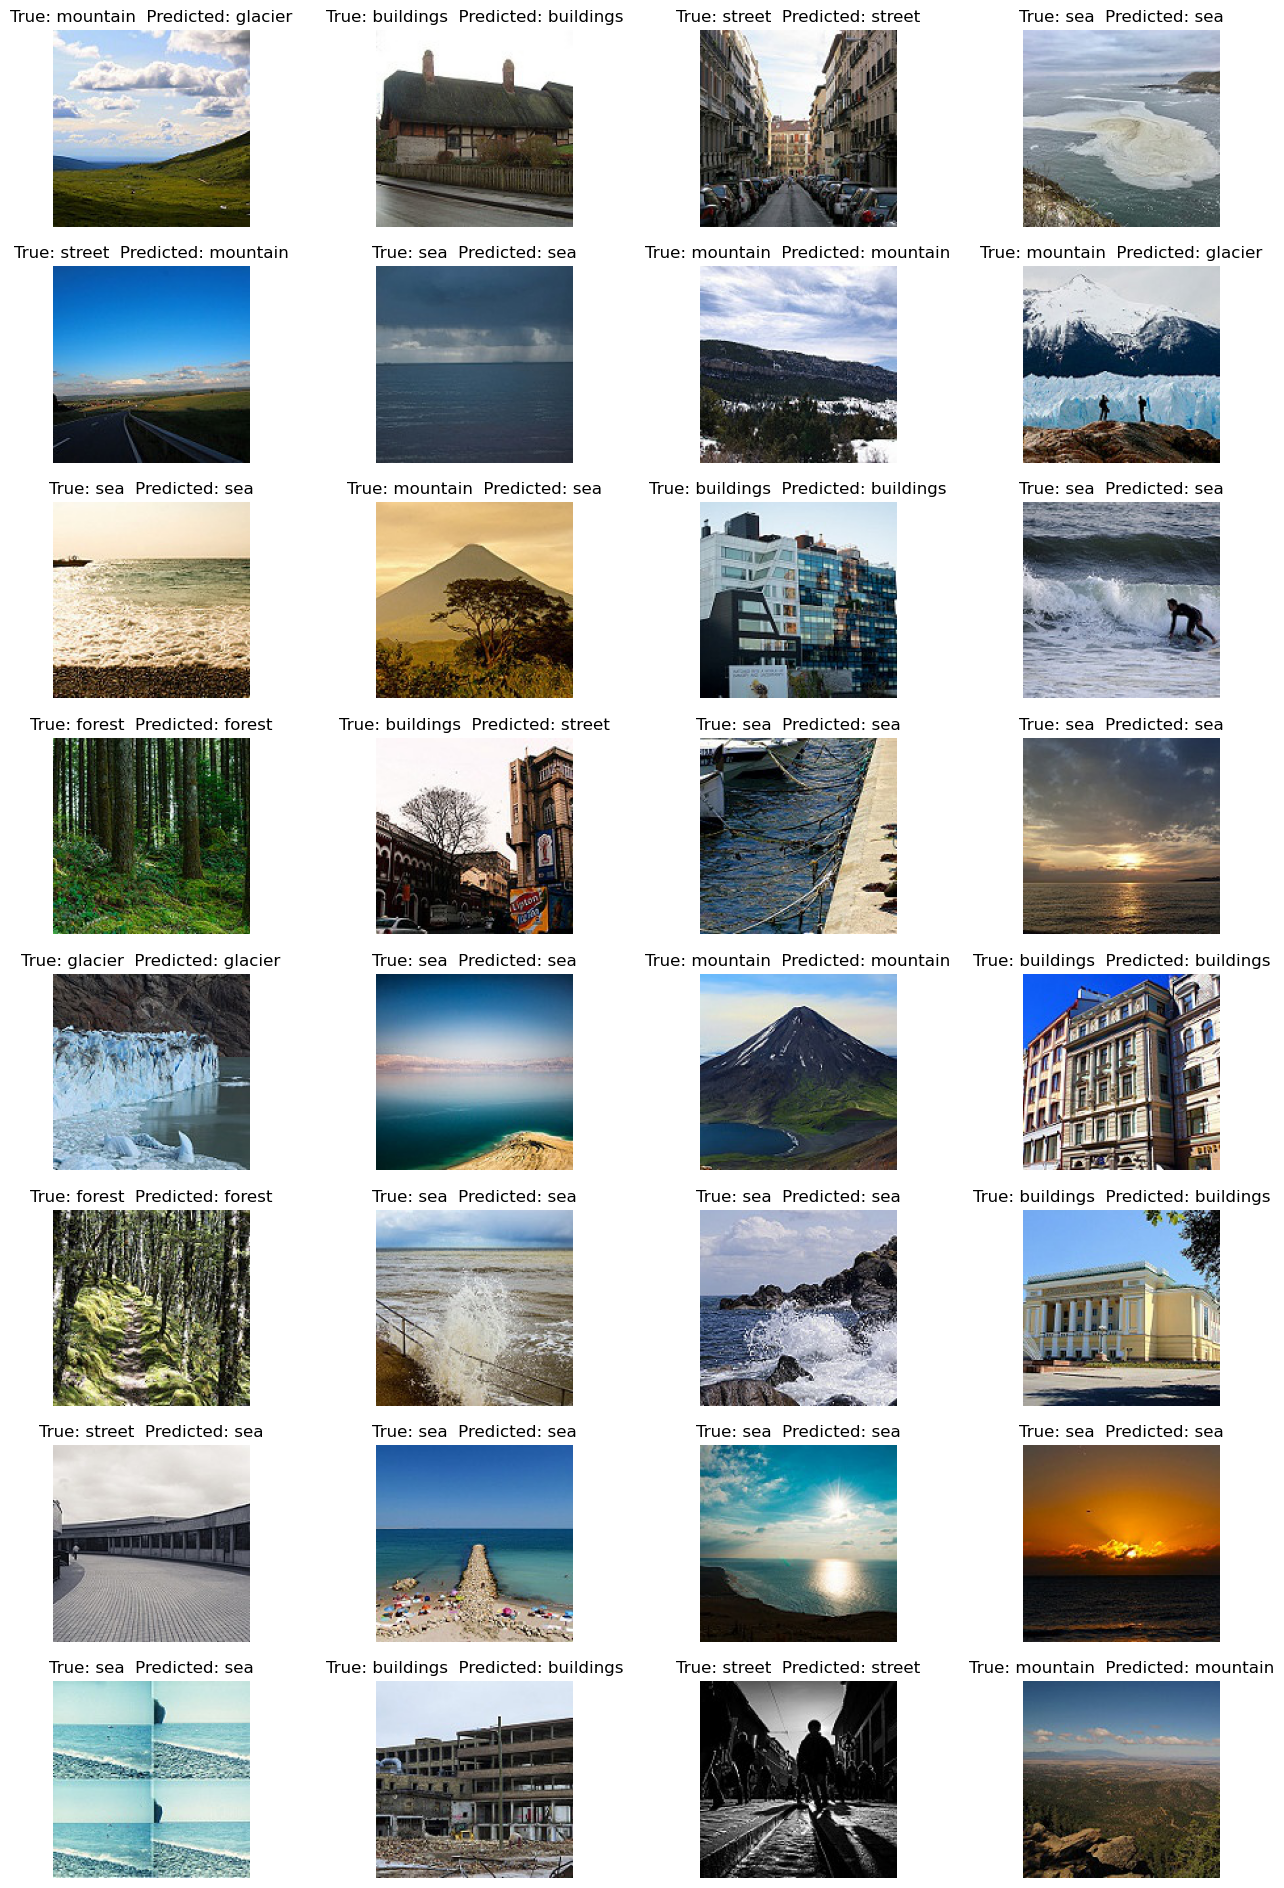 True: mountain  Predicted: glacier
True: buildings  Predicted: buildings
True: street  Predicted: street
True: sea  Predicted: sea
True: street  Predicted: mountain
True: sea  Predicted: sea
True: mountain  Predicted: mountain
True: mountain  Predicted: glacier
True: sea  Predicted: sea
True: mountain  Predicted: sea
True: buildings  Predicted: buildings
True: sea  Predicted: sea
True: forest  Predicted: forest
True: buildings  Predicted: street
Lipton
True: sea  Predicted: sea
True: sea  Predicted: sea
True: glacier  Predicted: glacier
True: sea  Predicted: sea
True: mountain  Predicted: mountain
True: buildings  Predicted: buildings
True: forest  Predicted: forest
True: sea  Predicted: sea
True: sea  Predicted: sea
True: buildings  Predicted: buildings
True: street  Predicted: sea
True: sea  Predicted: sea
True: sea  Predicted: sea
True: sea  Predicted: sea
True: sea  Predicted: sea
True: buildings  Predicted: buildings
True: street  Predicted: street
True: mountain  Predicted: mountain